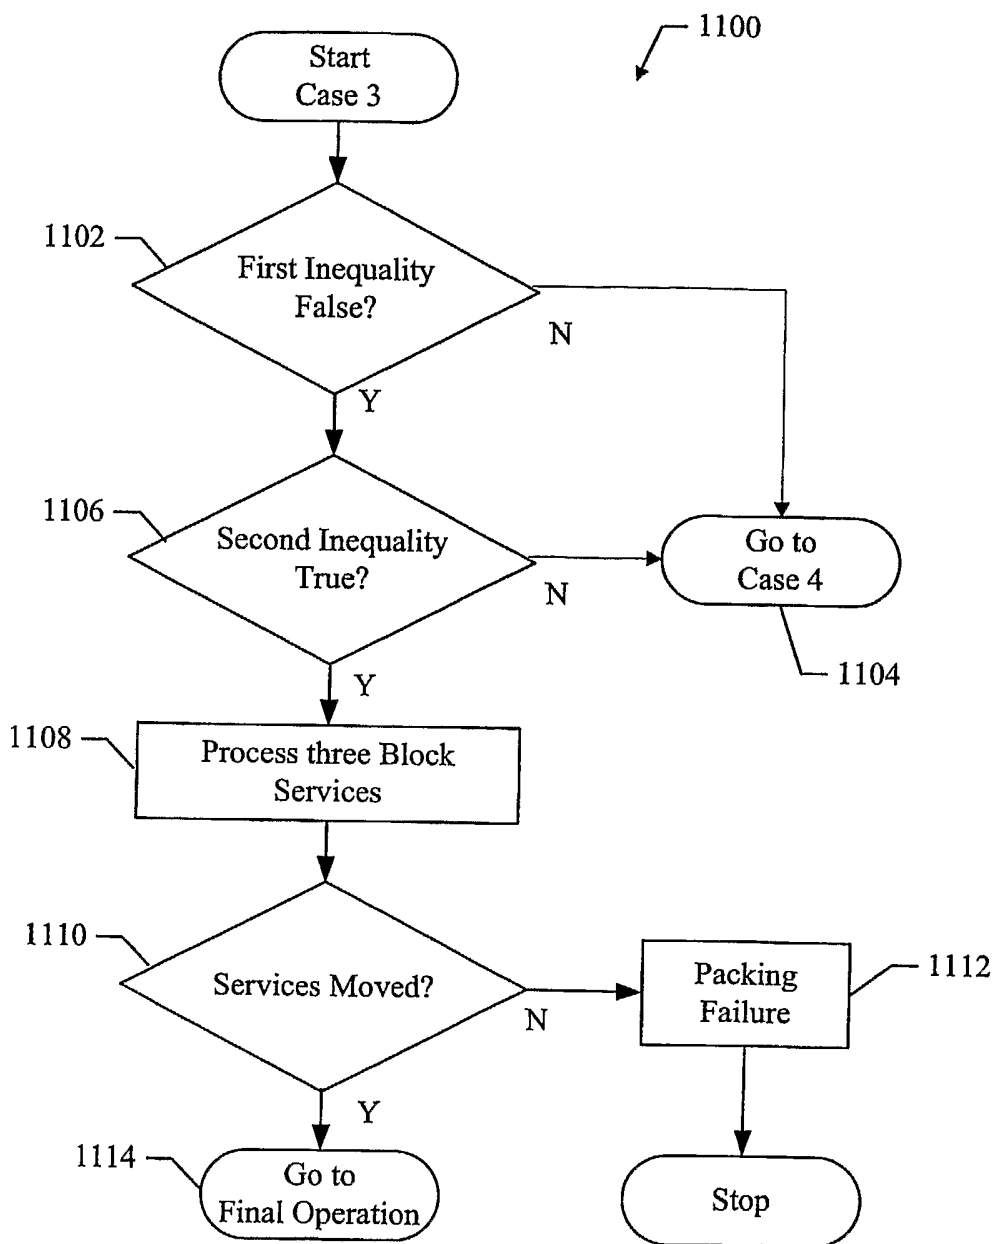 1100
Start
Case 3
1102
First Inequality
False?
N
Y
1106
Second Inequality
True?
N
Go to
Case 4
1104
Y
1108
Process three Block
Services
1110
Services Moved?
N
Packing
Failure
1112
Y
1114
Go to
Final Operation
Stop